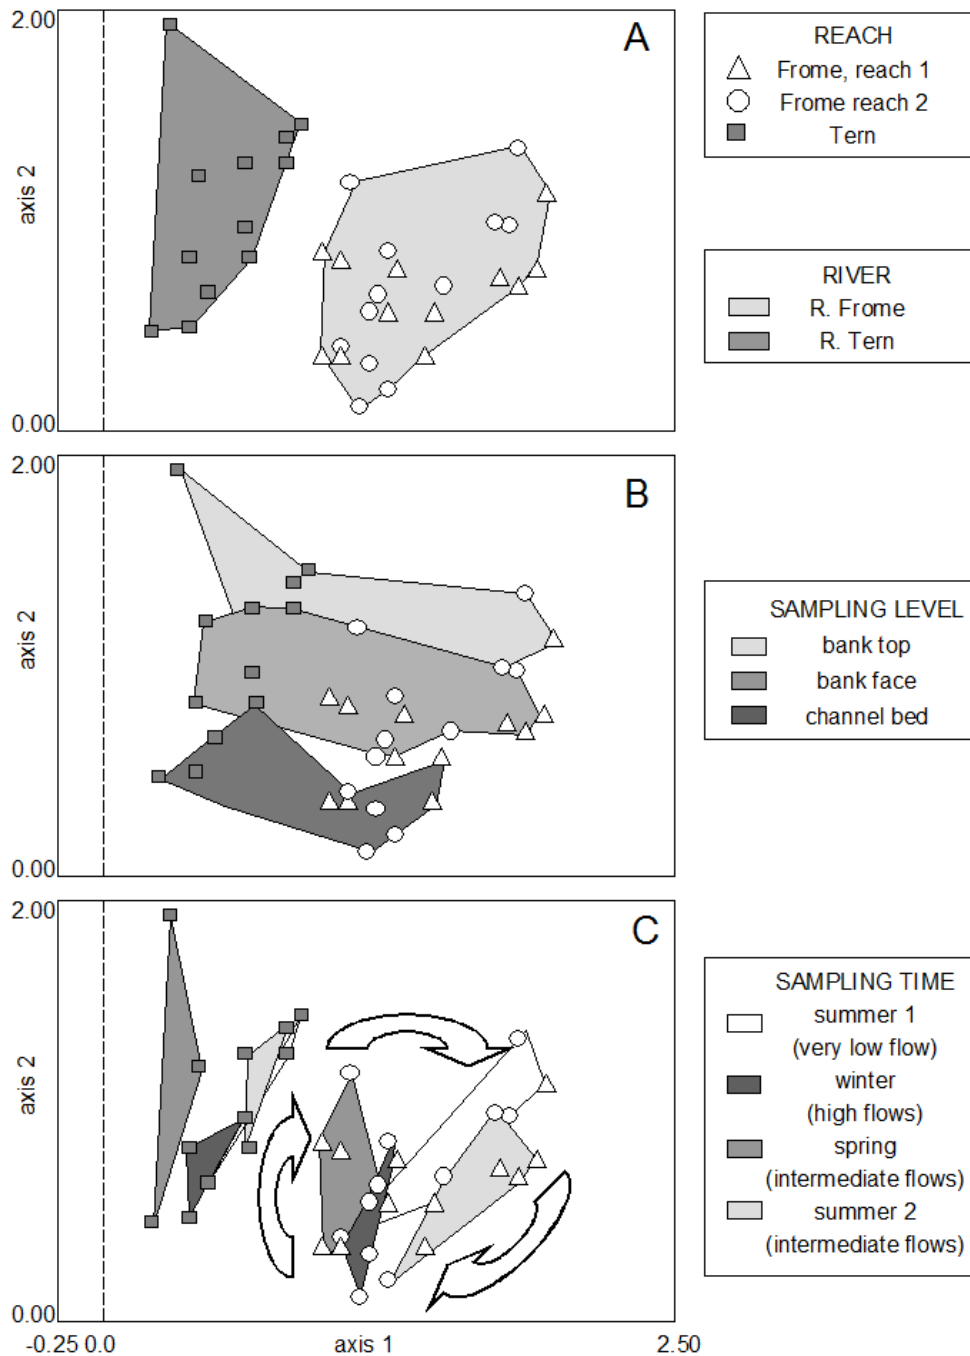 2.00
A
axis 2
0.00
REACH
Frome, reach 1
Frome reach 2
Tern
RIVER
R. Frome
R. Tern
2.00
B
axis 2
0.00
SAMPLING LEVEL
bank top
bank face
channel bed
2.00
C
axis 2
0.00
-0.25 0.0 axis 1 2.50
SAMPLING TIME
summer 1
(very low flow)
winter
(high flows)
spring
(intermediate flows)
summer 2
(intermediate flows)